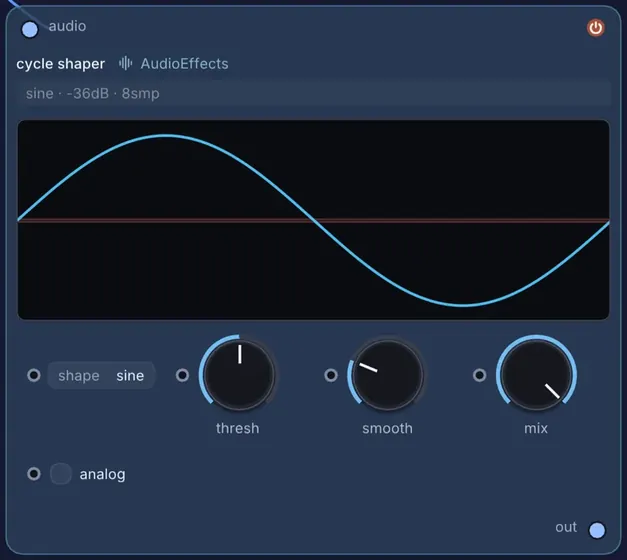 audio
cycle shaper AudioEffects
sine · -36dB · 8smp
shape sine
thresh smooth mix
analog
out